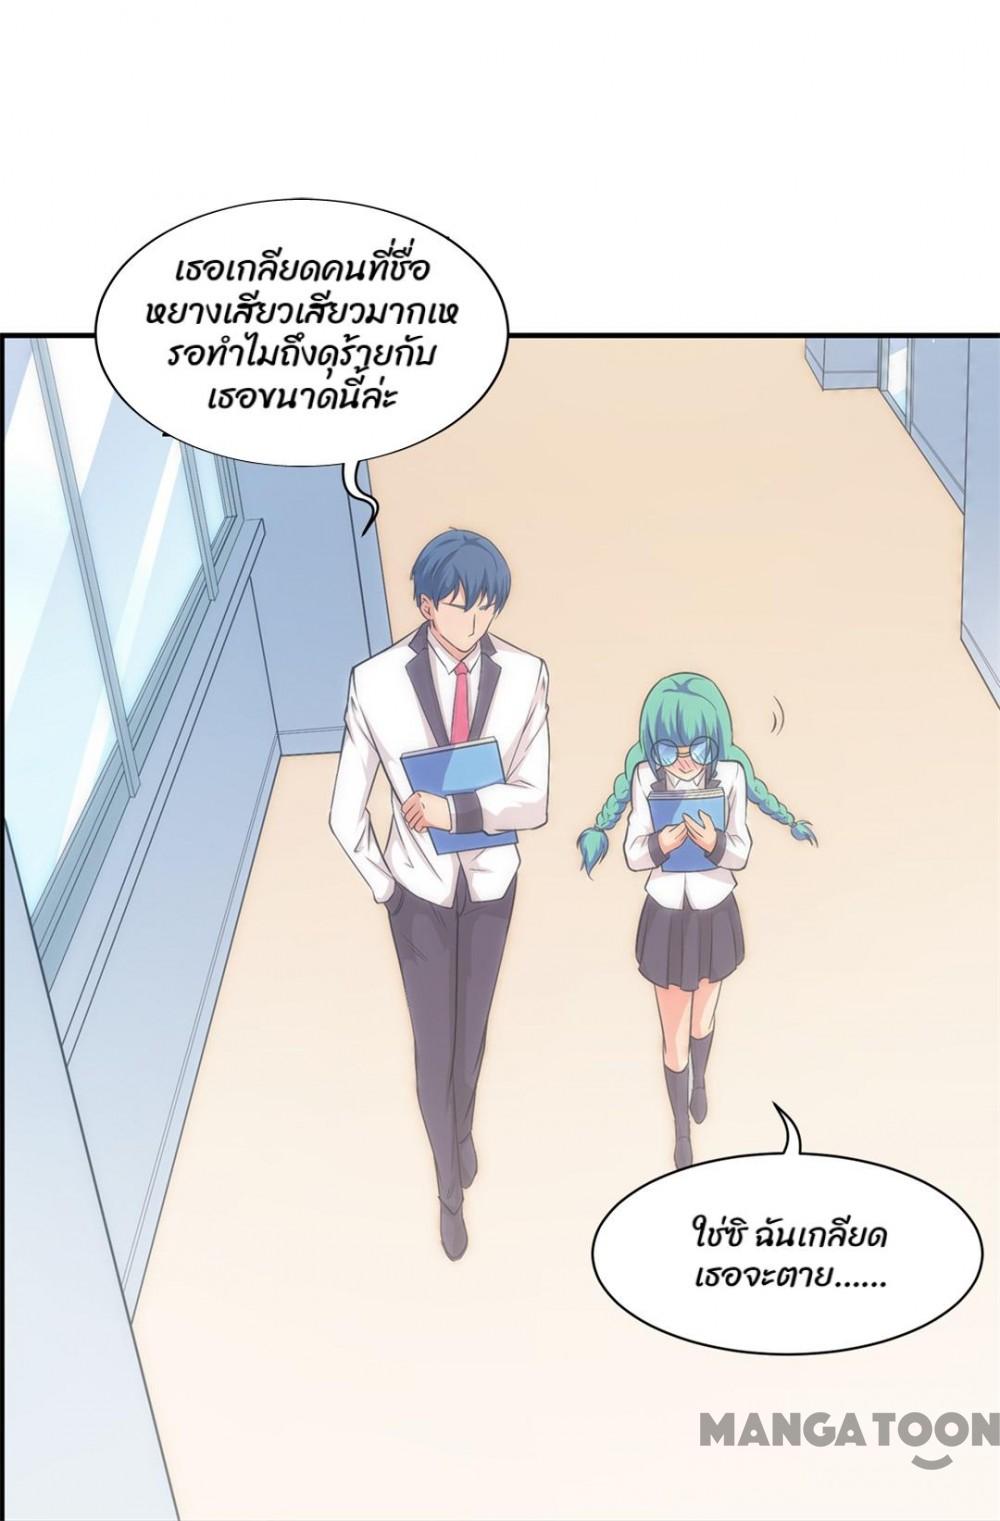 เธอเกลียดคนที่ชื่อ
หยางเสียวเสียวมากเห
รอทำไมถึงดุร้ายกับ
เธอขนาดนี้ล่ะ
ใช่ซิ ฉันเกลียด
เธอจะตาย......
MANGATOON